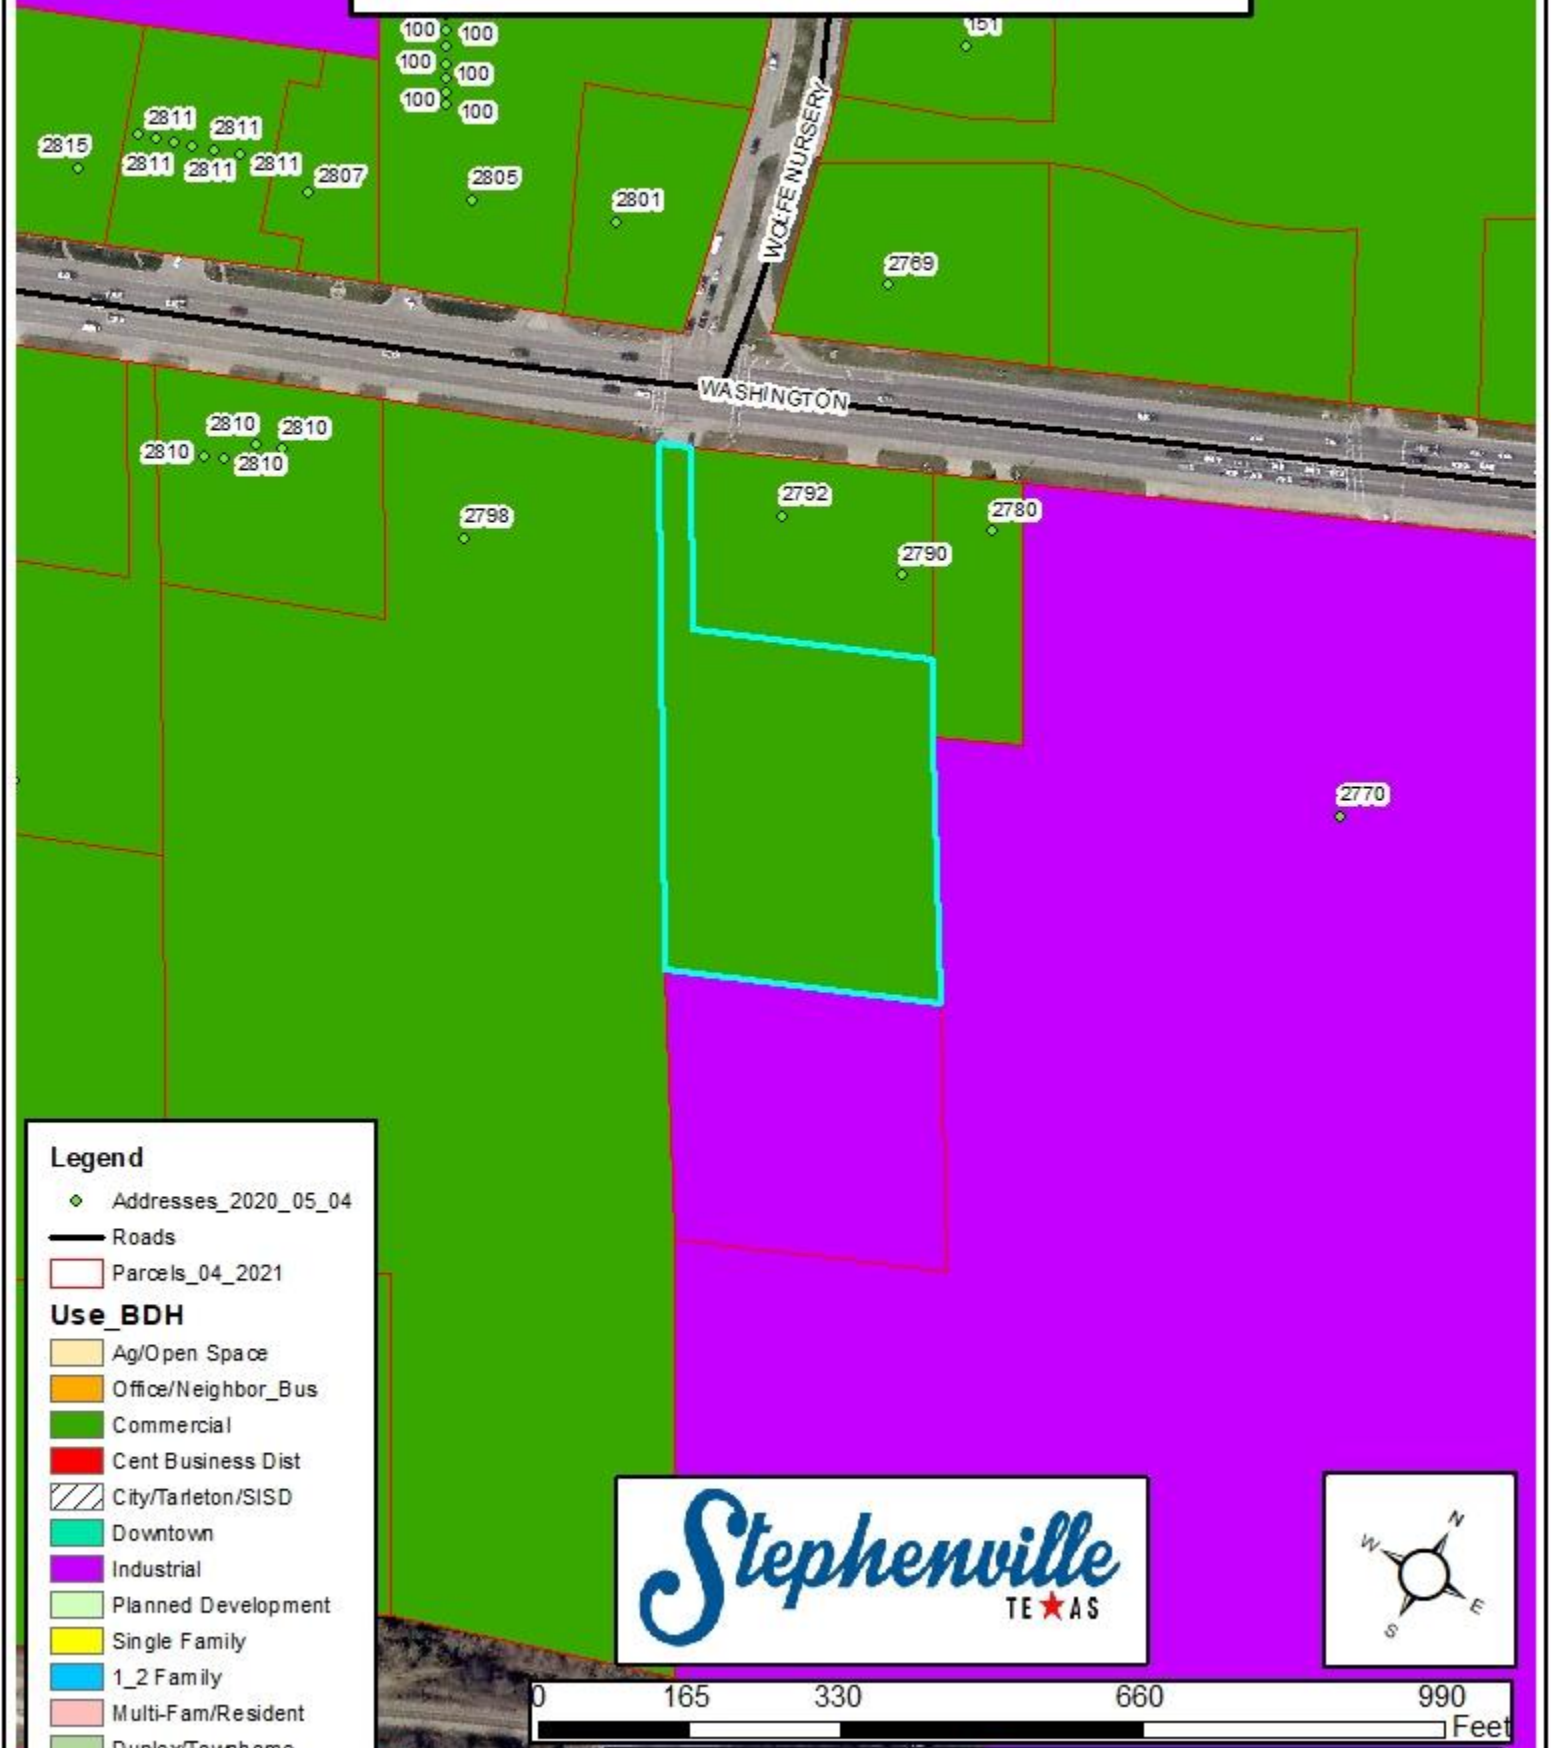 100 100
100 100
100 100
151
2815
2811 2811
2811 2811 2811
2807
2805
2801
WOLFE NURSERY
2769
WASHINGTON
2810 2810
2810 2810
2798
2792
2780
2790
2770
Legend
Addresses_2020_05_04
Roads
Parcels_04_2021
Use_BDH
Ag/Open Space
Office/Neighbor_Bus
Commercial
Cent Business Dist
City/Tarleton/SISD
Downtown
Industrial
Planned Development
Single Family
1_2 Family
Multi-Fam/Resident
Duplex/Townhome
Stephenville
TEXAS
N
W
E
S
0 165 330 660 990
Feet